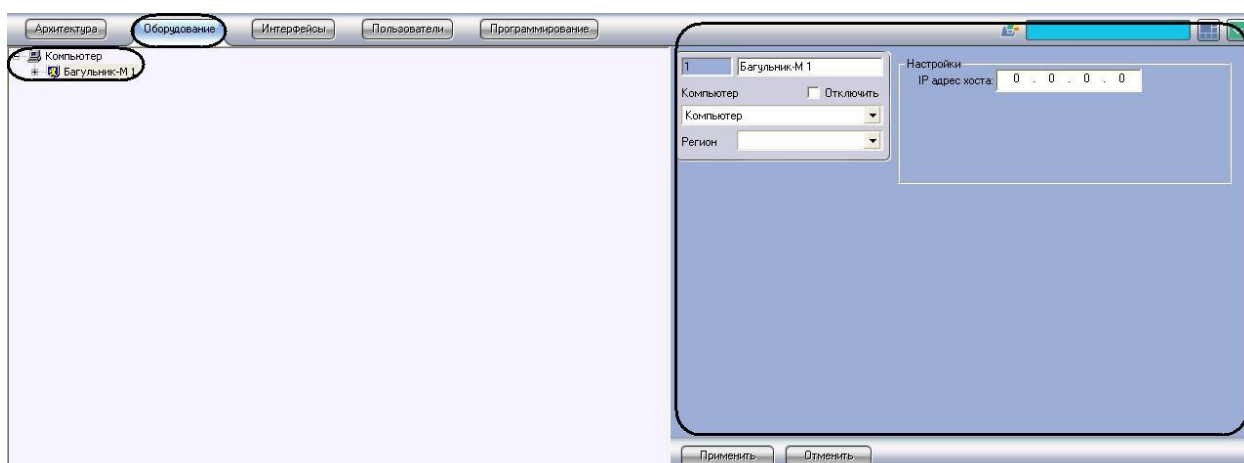 Архитектура Оборудование Интерфейсы Пользователи Программирование
Компьютер
Багульник-М 1
1 Багульник-М 1
Компьютер Отключить
Компьютер
Регион
Настройки
IP адрес хоста: 0 . 0 . 0 . 0
Применить Отменить